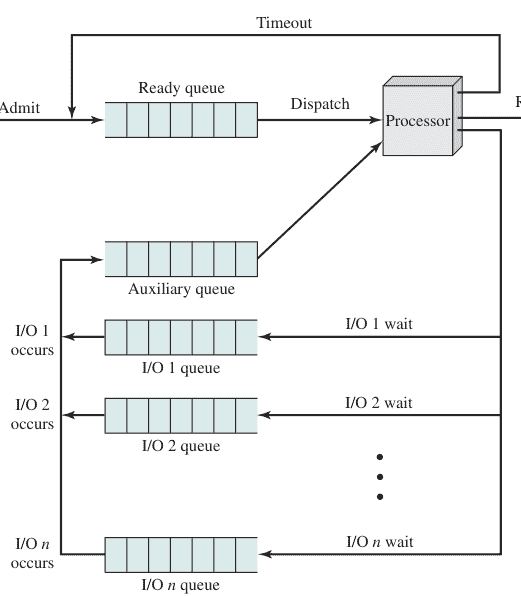 Timeout
Ready queue
Admit
Dispatch
R
Processor
Auxiliary queue
I/O 1
occurs
I/O 1 wait
I/O 1 queue
I/O 2
occurs
I/O 2 wait
I/O 2 queue
I/O n
occurs
I/O n wait
I/O n queue